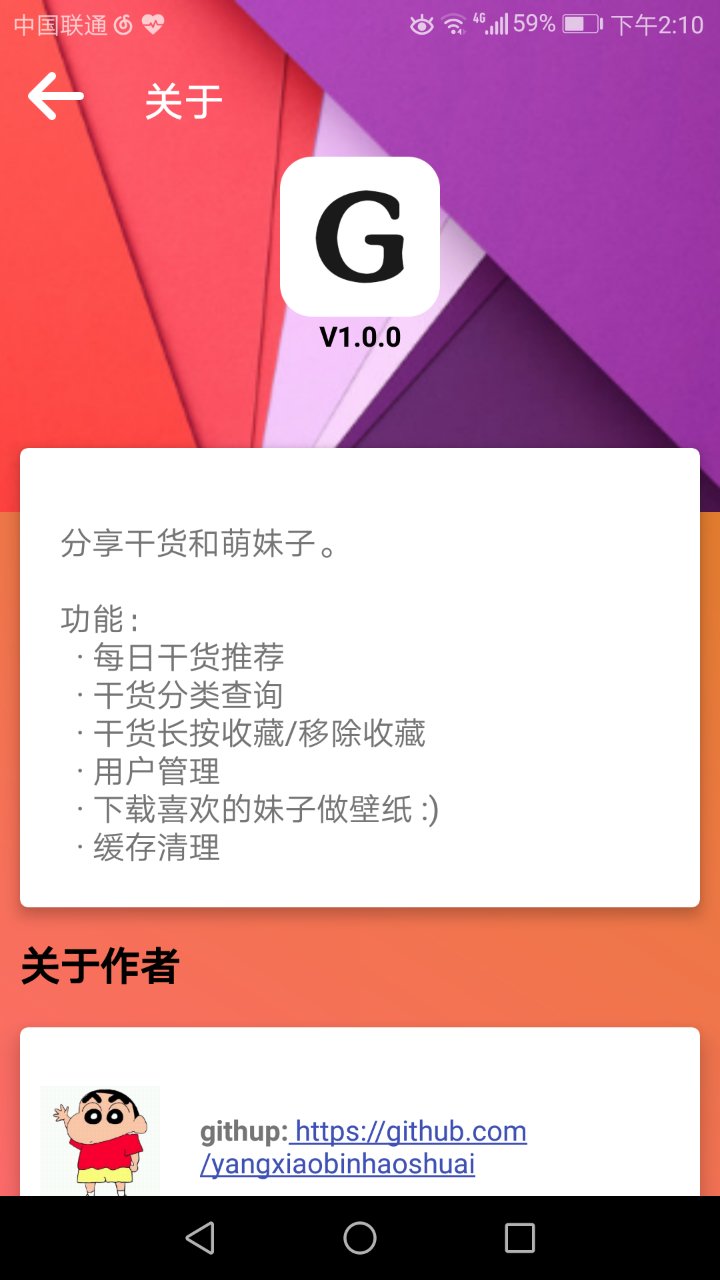 中国联通 4G 59% 下午2:10
关于
G
V1.0.0
分享干货和萌妹子。
功能:
· 每日干货推荐
· 干货分类查询
· 干货长按收藏/移除收藏
· 用户管理
· 下载喜欢的妹子做壁纸 :)
· 缓存清理
关于作者
githup: https://github.com
/yangxiaobinhaoshuai